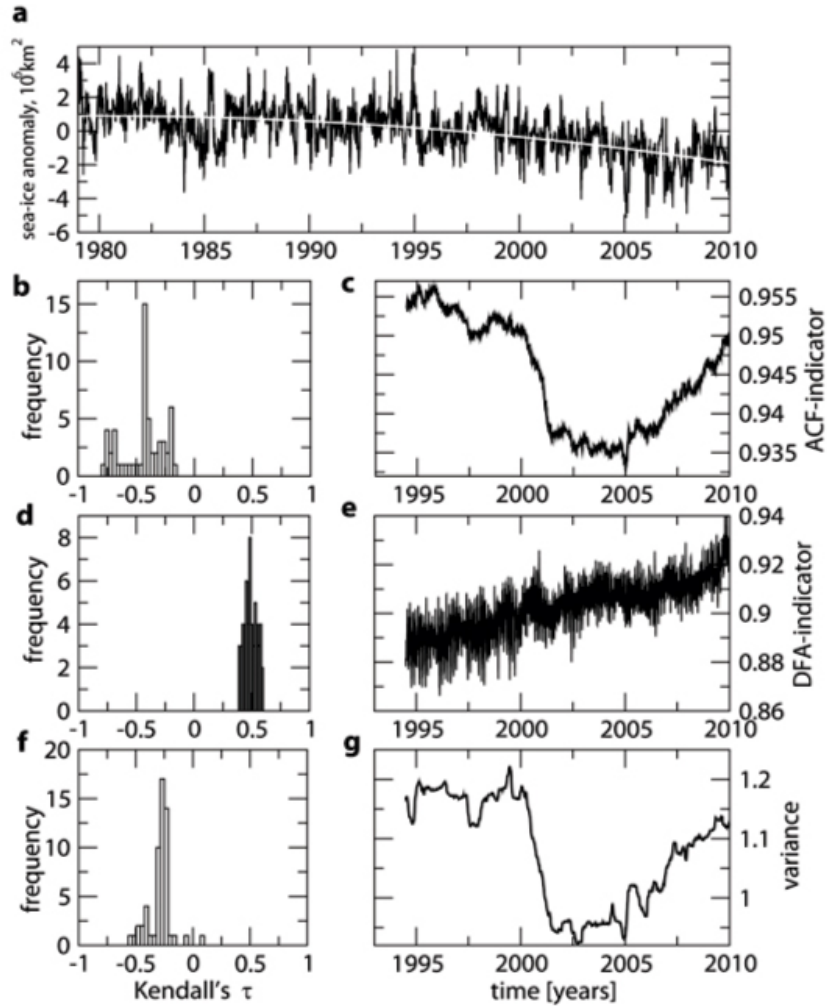 a
sea-ice anomaly, 10⁶km²
4
2
0
-2
-4
-6
1980 1985 1990 1995 2000 2005 2010
b
frequency
15
10
5
0
-1 -0.5 0 0.5 1
c
0.955
0.95
0.945
0.94
0.935
ACF-indicator
1995 2000 2005 2010
d
frequency
8
6
4
2
0
-1 -0.5 0 0.5 1
e
0.94
0.92
0.9
0.88
0.86
DFA-indicator
1995 2000 2005 2010
f
frequency
20
15
10
5
0
-1 -0.5 0 0.5 1
Kendall's τ
g
1.2
1.1
1
variance
1995 2000 2005 2010
time [years]